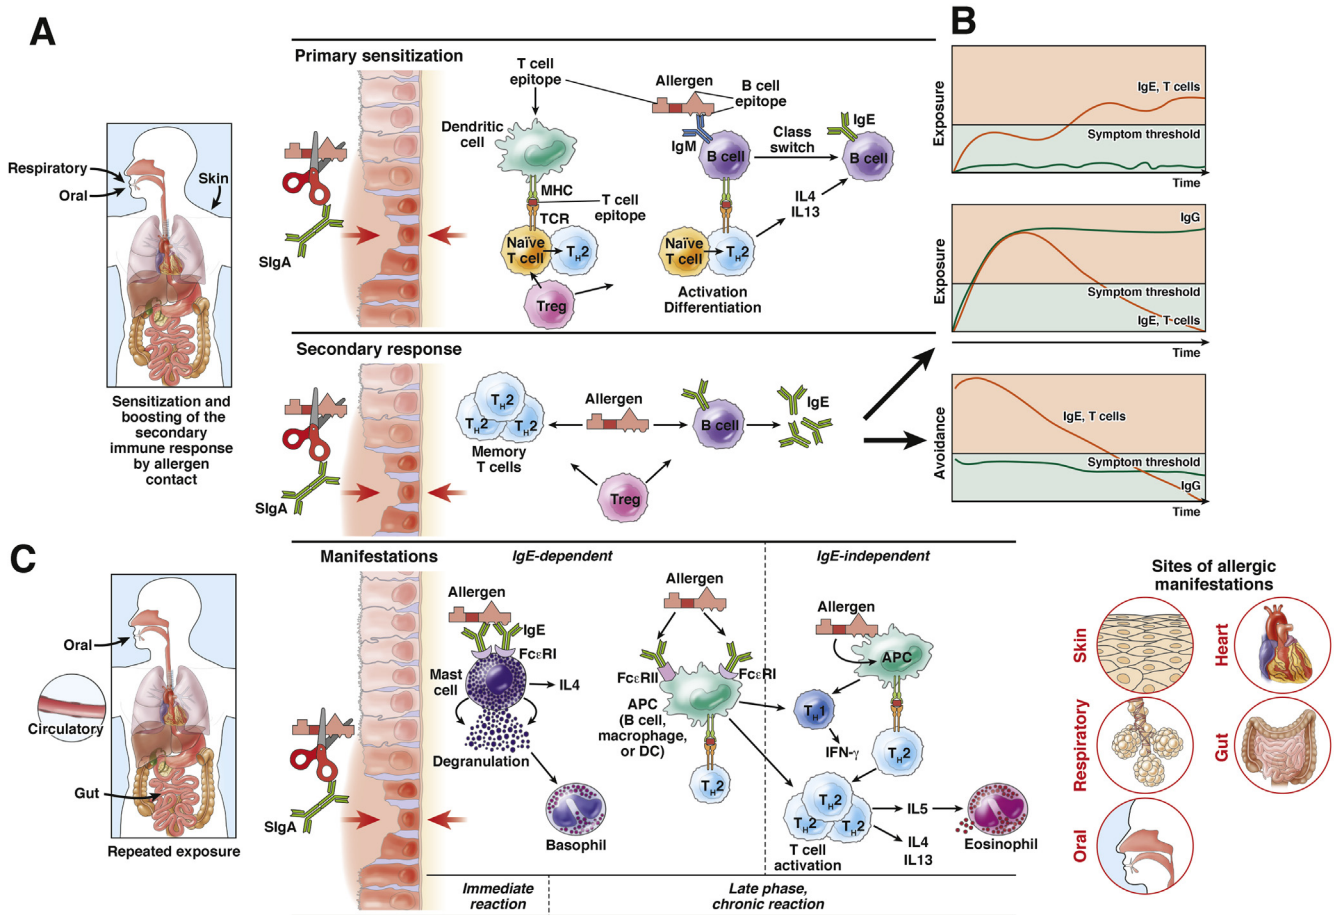 A
Respiratory
Oral
Skin
Sensitization and
boosting of the
secondary
immune response
by allergen
contact
Primary sensitization
SIgA
T cell
epitope
Dendritic
cell
MHC
T cell
epitope
TCR
Naïve
T cell
TH2
Treg
Allergen
B cell
epitope
IgM
B cell
Class
switch
IgE
B cell
IL4
IL13
Naïve
T cell
TH2
Activation
Differentiation
Secondary response
SIgA
TH2
TH2
TH2
Memory
T cells
Allergen
B cell
IgE
Treg
B
Exposure
IgE, T cells
Symptom threshold
Time
Exposure
IgG
Symptom threshold
IgE, T cells
Time
Avoidance
IgE, T cells
Symptom threshold
IgG
Time
C
Oral
Circulatory
Gut
Repeated exposure
Manifestations
IgE-dependent
IgE-independent
SIgA
Allergen
IgE
FcεRI
Mast
cell
IL4
Degranulation
Basophil
Allergen
FcεRII
FcεRI
APC
(B cell,
macrophage,
or DC)
TH2
Allergen
APC
TH1
IFN-γ
TH2
TH2
TH2
TH2
T cell
activation
IL5
IL4
IL13
Eosinophil
Immediate
reaction
Late phase,
chronic reaction
Sites of allergic
manifestations
Skin
Heart
Respiratory
Gut
Oral